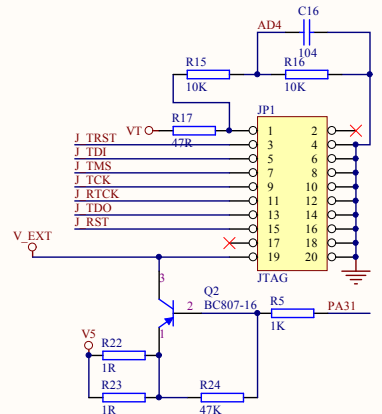 C16
AD4
104
R15
R16
10K
10K
JP1
VT
R17
1
2
47R
J_TRST
3
4
J_TDI
5
6
J_TMS
7
8
J_TCK
9
10
J_RTCK
11
12
J_TDO
13
14
J_RST
15
16
V_EXT
17
18
19
20
JTAG
3
Q2
BC807-16
R5
2
PA31
1K
V5
1
R22
1R
R23
R24
1R
47K